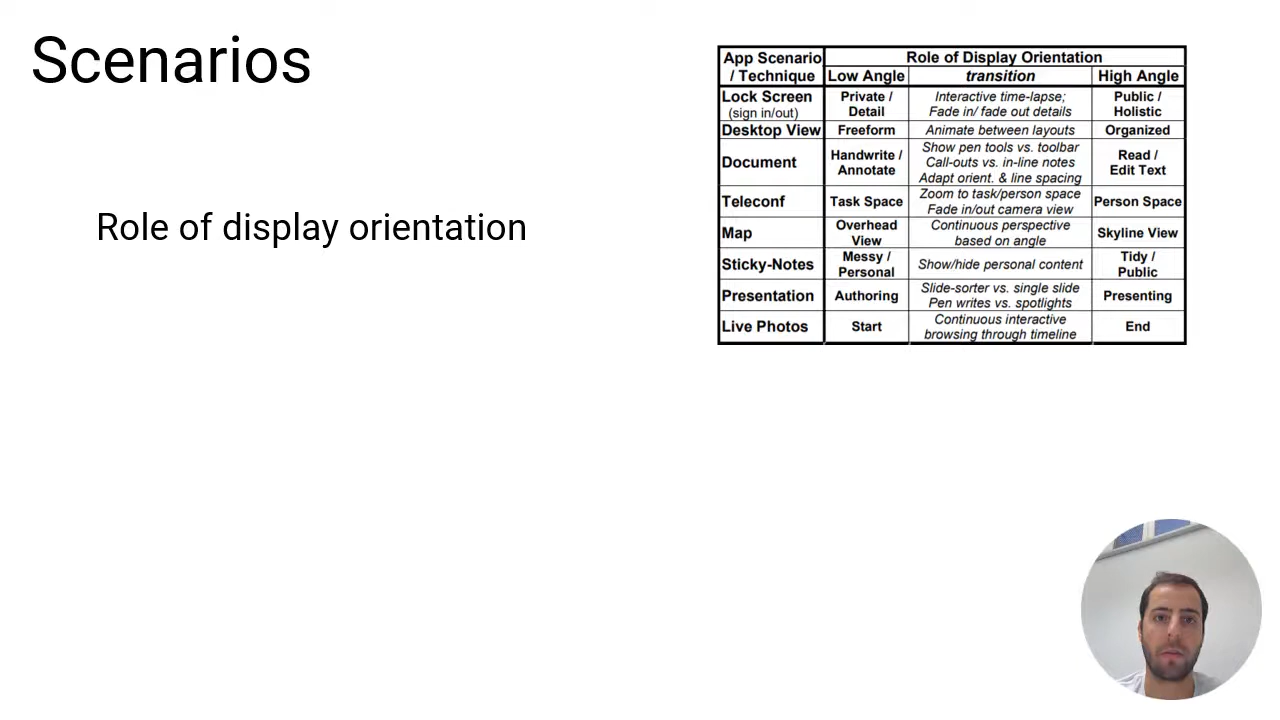 Scenarios
Role of display orientation
App Scenario / Technique
Role of Display Orientation
Low Angle
transition
High Angle
Lock Screen
(sign in/out)
Private /
Detail
Interactive time-lapse;
Fade in/ fade out details
Public /
Holistic
Desktop View
Freeform
Animate between layouts
Organized
Document
Handwrite /
Annotate
Show pen tools vs. toolbar
Call-outs vs. in-line notes
Adapt orient. & line spacing
Read /
Edit Text
Teleconf
Task Space
Zoom to task/person space
Fade in/out camera view
Person Space
Map
Overhead
View
Continuous perspective
based on angle
Skyline View
Sticky-Notes
Messy /
Personal
Show/hide personal content
Tidy /
Public
Presentation
Authoring
Slide-sorter vs. single slide
Pen writes vs. spotlights
Presenting
Live Photos
Start
Continuous interactive
browsing through timeline
End